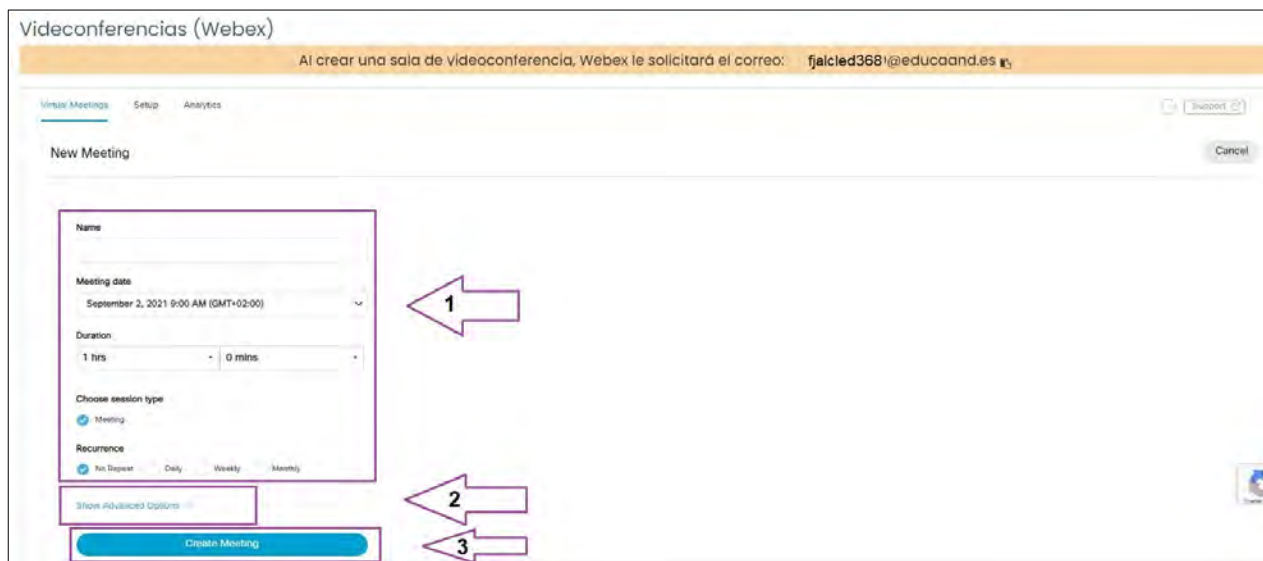 Videconferencias (Webex)
Al crear una sala de videoconferencia, Webex le solicitará el correo: fjalcled368@educaand.es
Virtual Meetings Setup Analytics Support
New Meeting Cancel
Name
Meeting date
September 2, 2021 9:00 AM (GMT+02:00)
1
Duration
1 hrs 0 mins
Choose session type
Meeting
Recurrence
No Repeat Daily Weekly Monthly
Show Advanced Options
2
Create Meeting
3